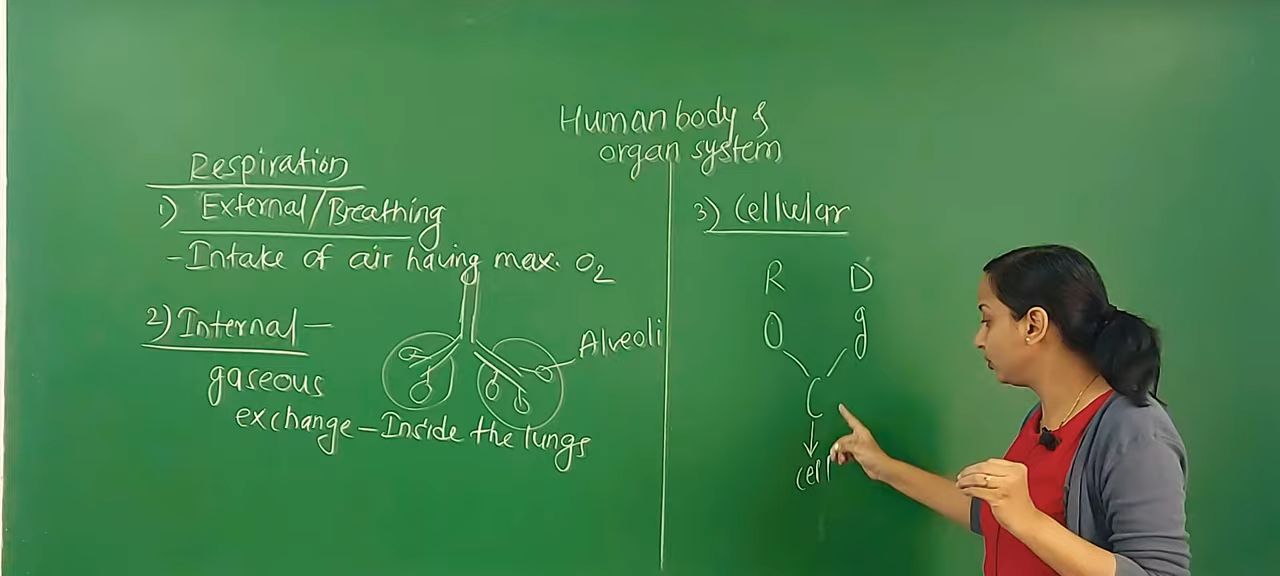 Human body &
organ system
Respiration
1) External/Breathing
-Intake of air having max. O2
2) Internal -
gaseous
exchange - Inside the lungs
Alveoli
3) Cellular
R D
O g
C
cell